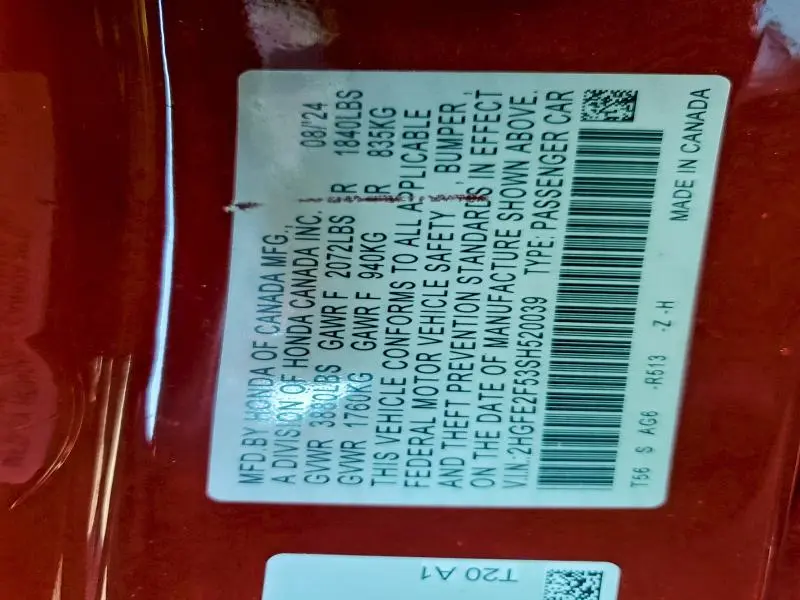 MFD.BY HONDA OF CANADA MFG.,
A DIVISION OF HONDA CANADA INC. 08/'24
GVWR 3880LBS GAWR F 2072LBS R 1840LBS
GVWR 1760KG GAWR F 940KG R 835KG
THIS VEHICLE CONFORMS TO ALL APPLICABLE
FEDERAL MOTOR VEHICLE SAFETY , BUMPER ,
AND THEFT PREVENTION STANDARDS IN EFFECT
ON THE DATE OF MANUFACTURE SHOWN ABOVE.
V.I.N:2HGFE2F53SH520039 TYPE: PASSENGER CAR
T56 S AG6 -R513 -Z -H
MADE IN CANADA
T20 A1